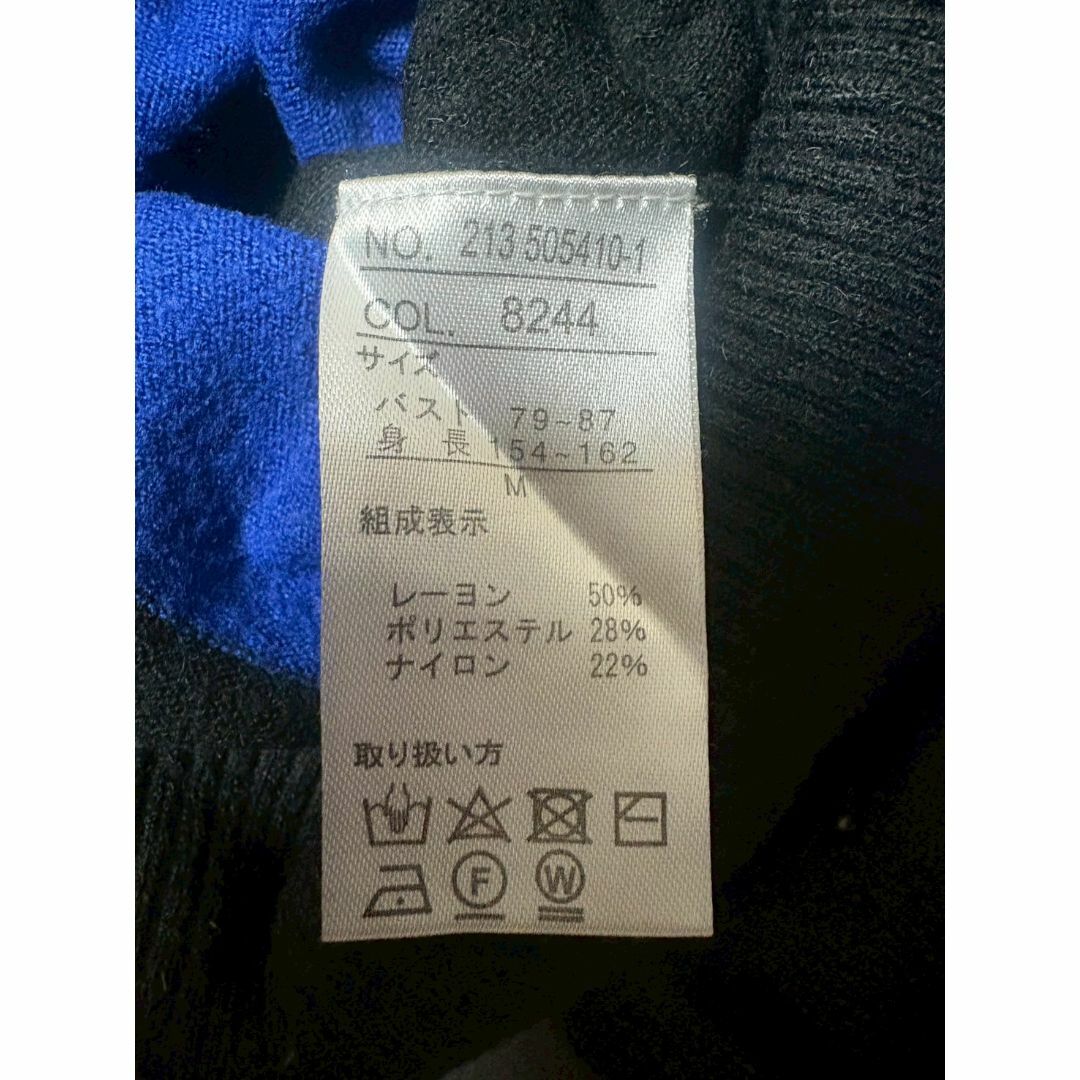 NO. 213 505410-1
COL. 8244
サイズ
バスト 79~87
身 長 154~162
M
組成表示
レーヨン 50%
ポリエステル 28%
ナイロン 22%
取り扱い方
F W